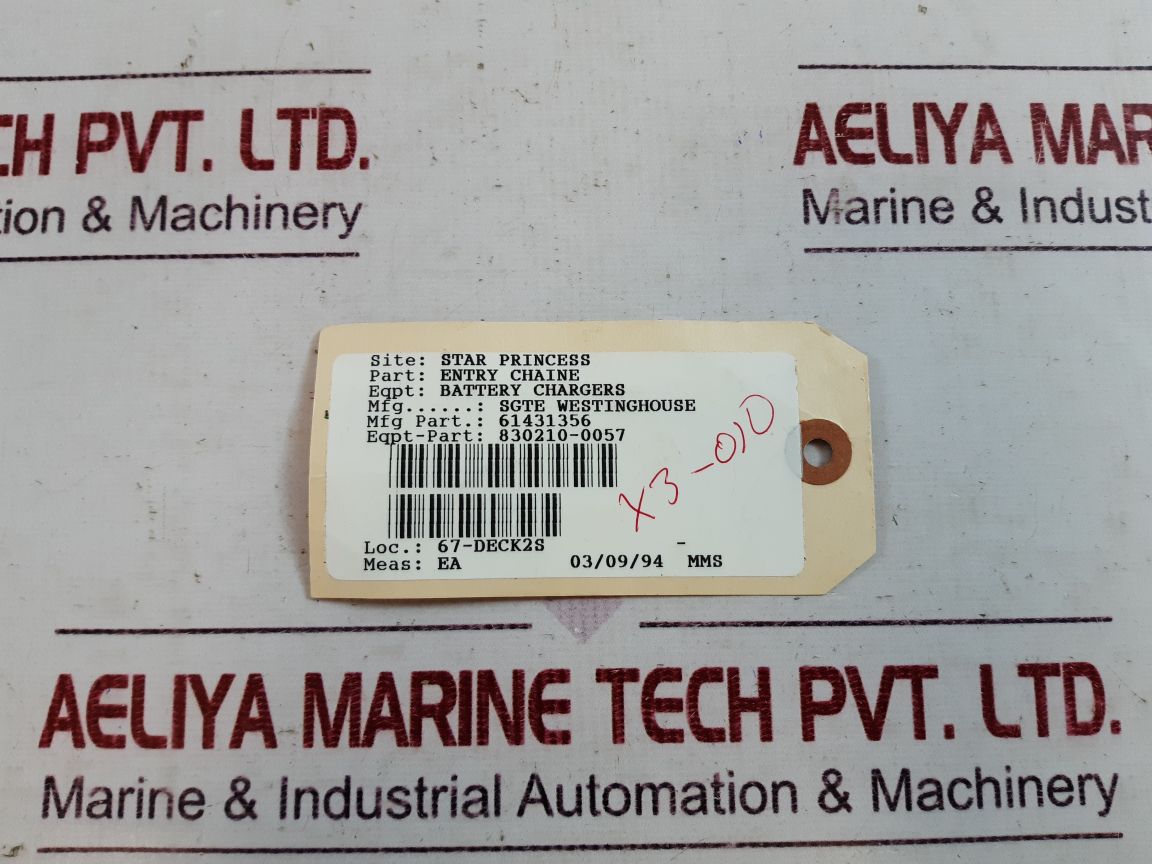 CH PVT. LTD.
tion & Machinery
AELIYA MAR
Marine & Indust
Site: STAR PRINCESS
Part: ENTRY CHAINE
Eqpt: BATTERY CHARGERS
Mfg......: SGTE WESTINGHOUSE
Mfg Part.: 61431356
Eqpt-Part: 830210-0057
X3-010
Loc.: 67-DECK2S -
Meas: EA 03/09/94 MMS
AELIYA MARINE TECH PVT. LTD.
Marine & Industrial Automation & Machinery